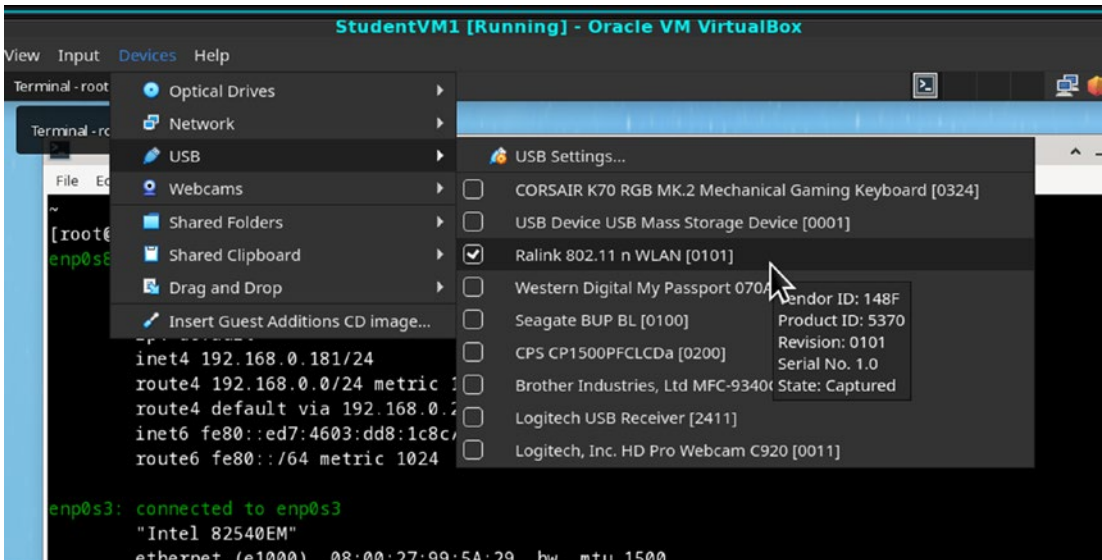 StudentVM1 [Running] - Oracle VM VirtualBox
View Input Devices Help
Terminal - root
Terminal - ro
File Ed
Optical Drives
Network
USB
Webcams
Shared Folders
Shared Clipboard
Drag and Drop
Insert Guest Additions CD image...
USB Settings...
CORSAIR K70 RGB MK.2 Mechanical Gaming Keyboard [0324]
USB Device USB Mass Storage Device [0001]
Ralink 802.11 n WLAN [0101]
Western Digital My Passport 070A
Seagate BUP BL [0100]
CPS CP1500PFCLCDa [0200]
Brother Industries, Ltd MFC-9340C
Logitech USB Receiver [2411]
Logitech, Inc. HD Pro Webcam C920 [0011]
Vendor ID: 148F
Product ID: 5370
Revision: 0101
Serial No. 1.0
State: Captured
~
[root@
enp0s8
inet4 192.168.0.181/24
route4 192.168.0.0/24 metric 1
route4 default via 192.168.0.2
inet6 fe80::ed7:4603:dd8:1c8c/
route6 fe80::/64 metric 1024
enp0s3: connected to enp0s3
"Intel 82540EM"
ethernet (e1000), 08:00:27:99:5A:29, hw, mtu 1500